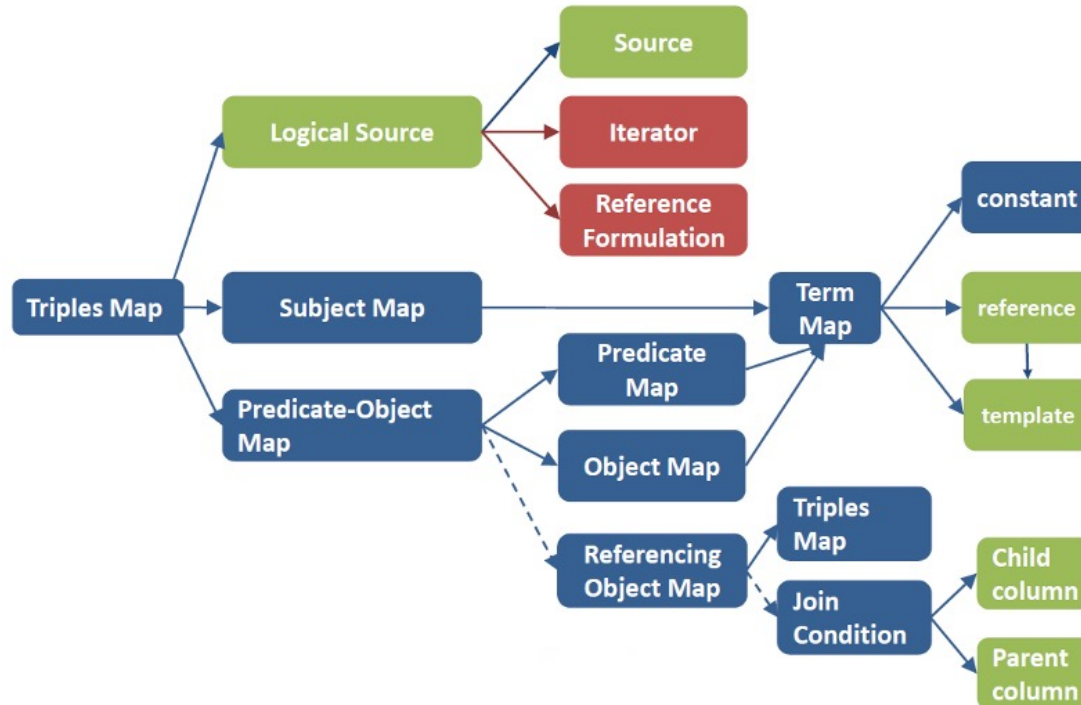 Source
Logical Source
Iterator
Reference
Formulation
constant
Triples Map
Subject Map
Term
Map
reference
Predicate
Map
Predicate-Object
Map
template
Object Map
Triples
Map
Referencing
Object Map
Child
column
Join
Condition
Parent
column